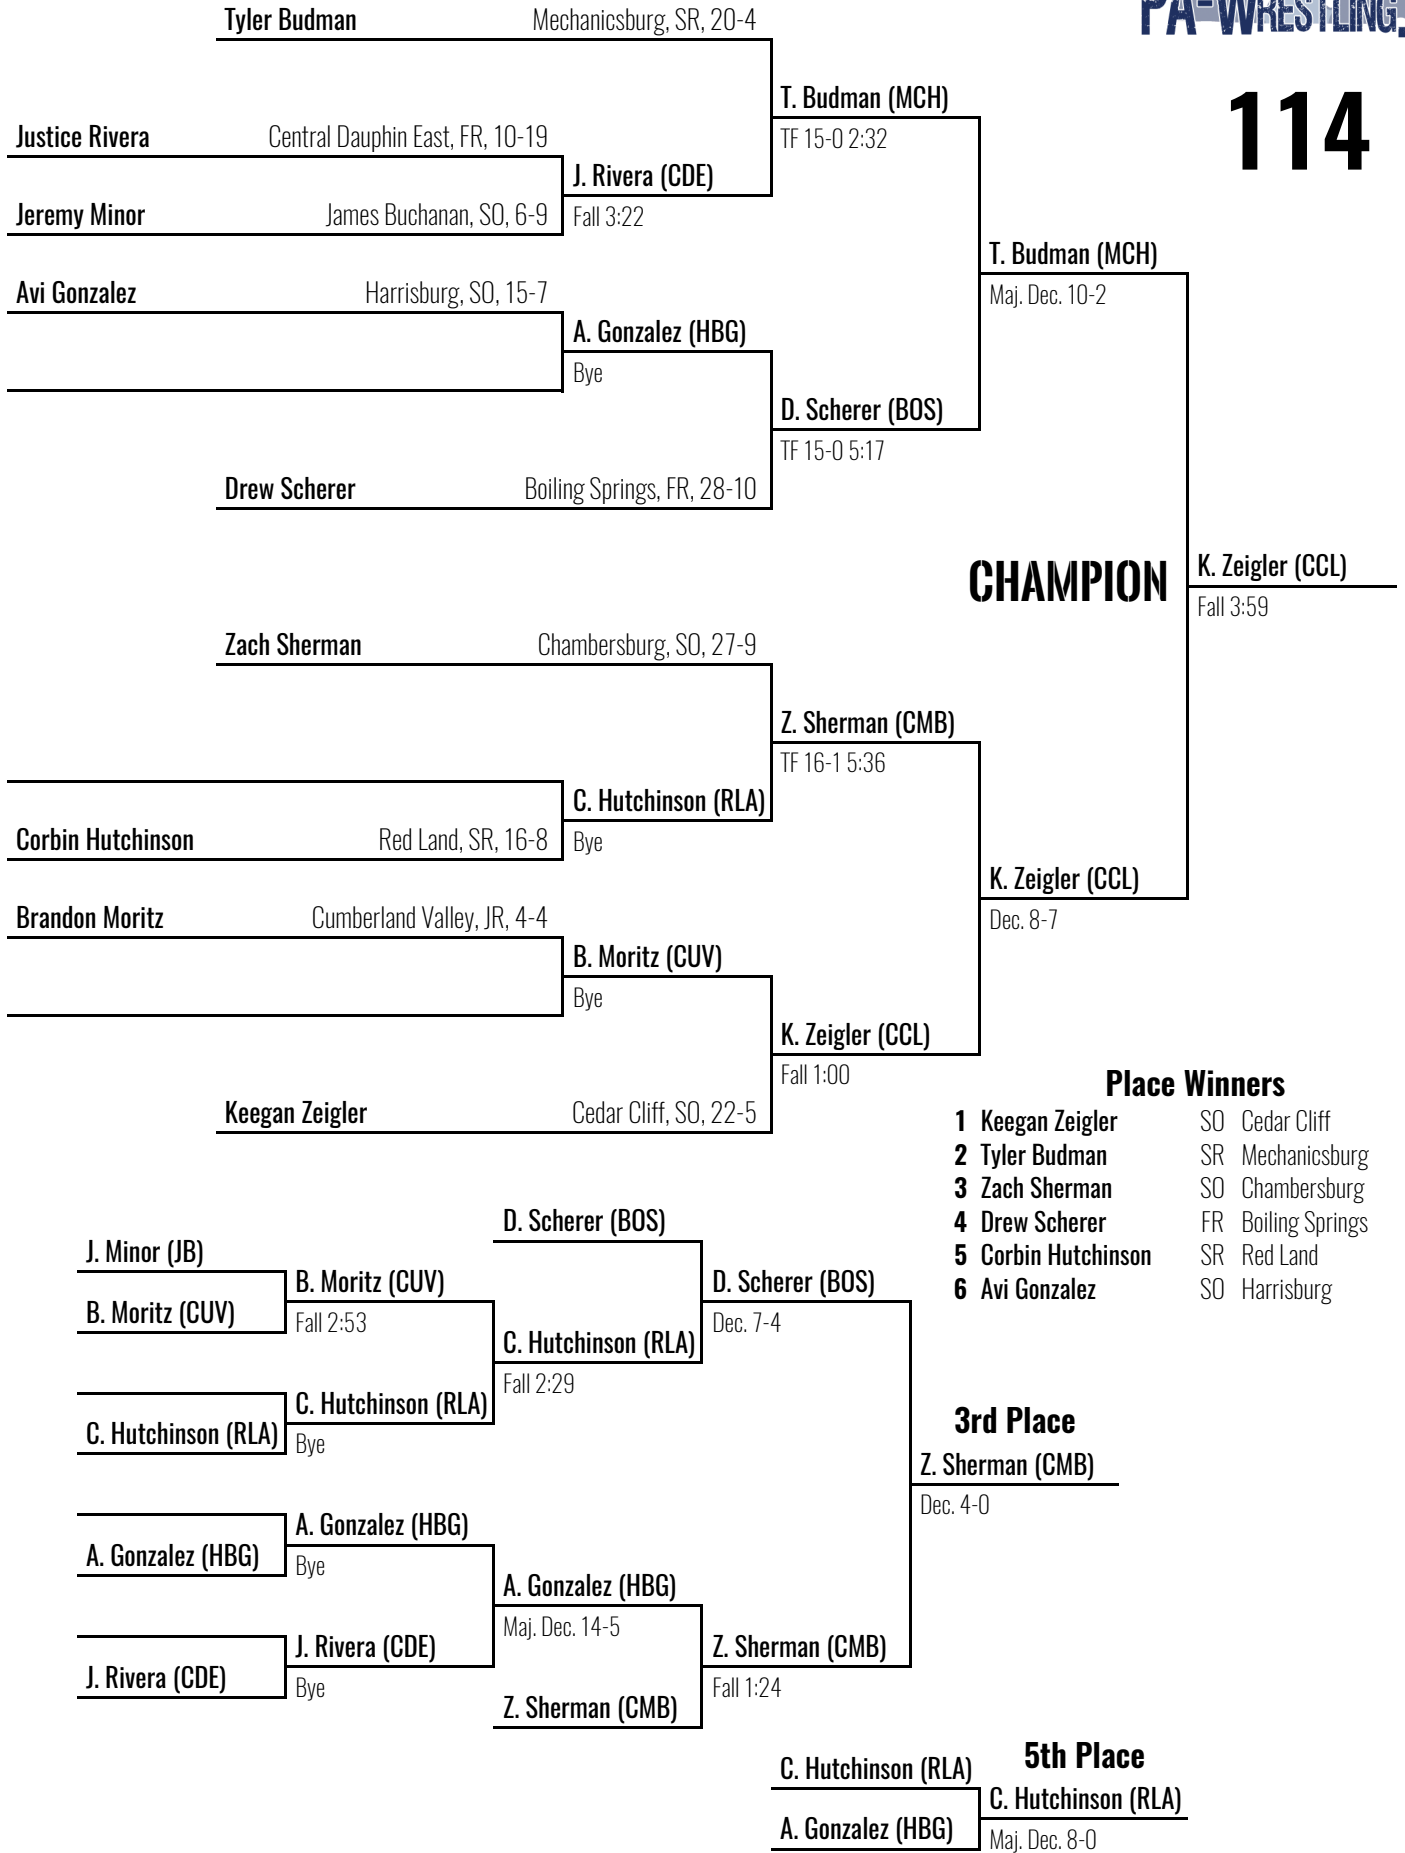 PA-WRESTLING.
114
Tyler Budman Mechanicsburg, SR, 20-4
T. Budman (MCH)
TF 15-0 2:32
Justice Rivera Central Dauphin East, FR, 10-19
J. Rivera (CDE)
Fall 3:22
Jeremy Minor James Buchanan, SO, 6-9
T. Budman (MCH)
Maj. Dec. 10-2
Avi Gonzalez Harrisburg, SO, 15-7
A. Gonzalez (HBG)
Bye
D. Scherer (BOS)
TF 15-0 5:17
Drew Scherer Boiling Springs, FR, 28-10
CHAMPION
K. Zeigler (CCL)
Fall 3:59
Zach Sherman Chambersburg, SO, 27-9
Z. Sherman (CMB)
TF 16-1 5:36
C. Hutchinson (RLA)
Bye
Corbin Hutchinson Red Land, SR, 16-8
K. Zeigler (CCL)
Dec. 8-7
Brandon Moritz Cumberland Valley, JR, 4-4
B. Moritz (CUV)
Bye
K. Zeigler (CCL)
Fall 1:00
Keegan Zeigler Cedar Cliff, SO, 22-5
Place Winners
1 Keegan Zeigler SO Cedar Cliff
2 Tyler Budman SR Mechanicsburg
3 Zach Sherman SO Chambersburg
4 Drew Scherer FR Boiling Springs
5 Corbin Hutchinson SR Red Land
6 Avi Gonzalez SO Harrisburg
D. Scherer (BOS)
J. Minor (JB)
B. Moritz (CUV)
Fall 2:53
B. Moritz (CUV)
D. Scherer (BOS)
Dec. 7-4
C. Hutchinson (RLA)
Fall 2:29
C. Hutchinson (RLA)
Bye
C. Hutchinson (RLA)
3rd Place
Z. Sherman (CMB)
Dec. 4-0
A. Gonzalez (HBG)
Bye
A. Gonzalez (HBG)
A. Gonzalez (HBG)
Maj. Dec. 14-5
J. Rivera (CDE)
Bye
J. Rivera (CDE)
Z. Sherman (CMB)
Fall 1:24
Z. Sherman (CMB)
5th Place
C. Hutchinson (RLA)
C. Hutchinson (RLA)
Maj. Dec. 8-0
A. Gonzalez (HBG)